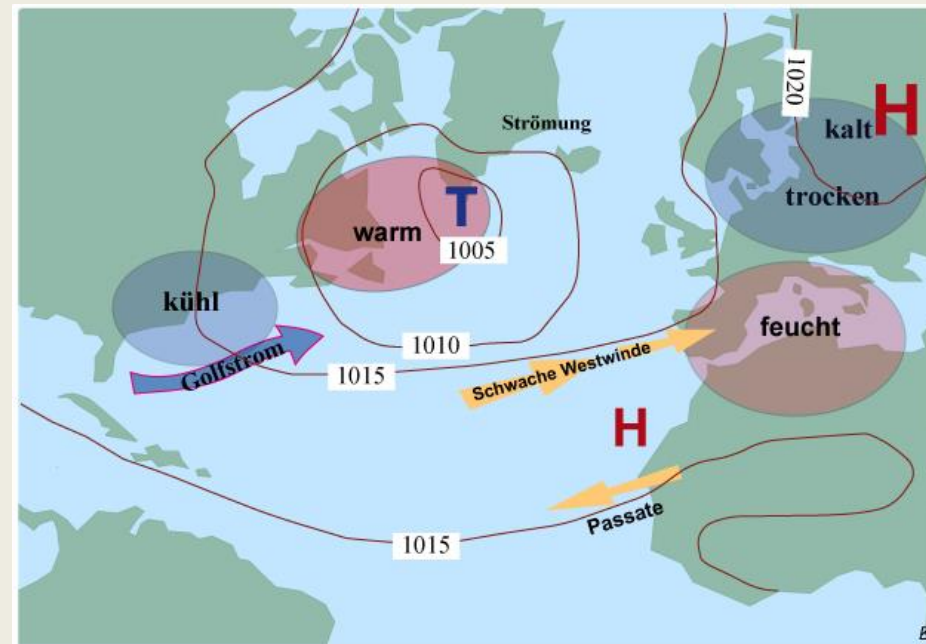 1020
H
kalt
Strömung
trocken
T
warm
1005
kühl
feucht
1010
Golfstrom
1015
Schwache Westwinde
H
Passate
1015